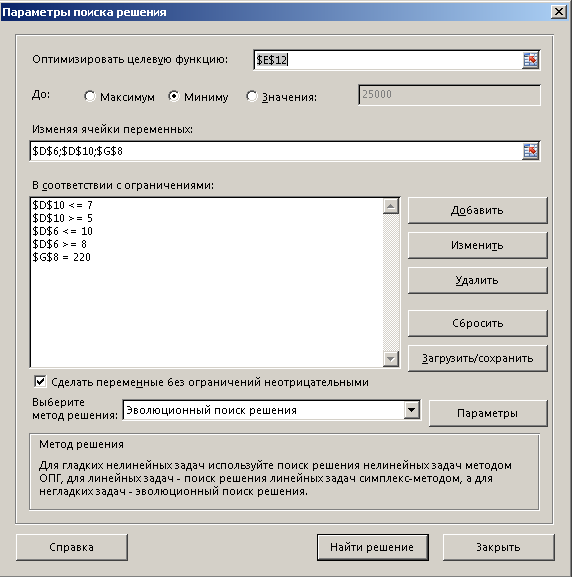 Параметры поиска решения
Оптимизировать целевую функцию: $E$12
До: Максимум Миниму Значения: 25000
Изменяя ячейки переменных:
$D$6;$D$10;$G$8
В соответствии с ограничениями:
$D$10 <= 7
$D$10 >= 5
$D$6 <= 10
$D$6 >= 8
$G$8 = 220
Добавить
Изменить
Удалить
Сбросить
Загрузить/сохранить
Сделать переменные без ограничений неотрицательными
Выберите
метод решения: Эволюционный поиск решения Параметры
Метод решения
Для гладких нелинейных задач используйте поиск решения нелинейных задач методом
ОПГ, для линейных задач - поиск решения линейных задач симплекс-методом, а для
негладких задач - эволюционный поиск решения.
Справка Найти решение Закрыть